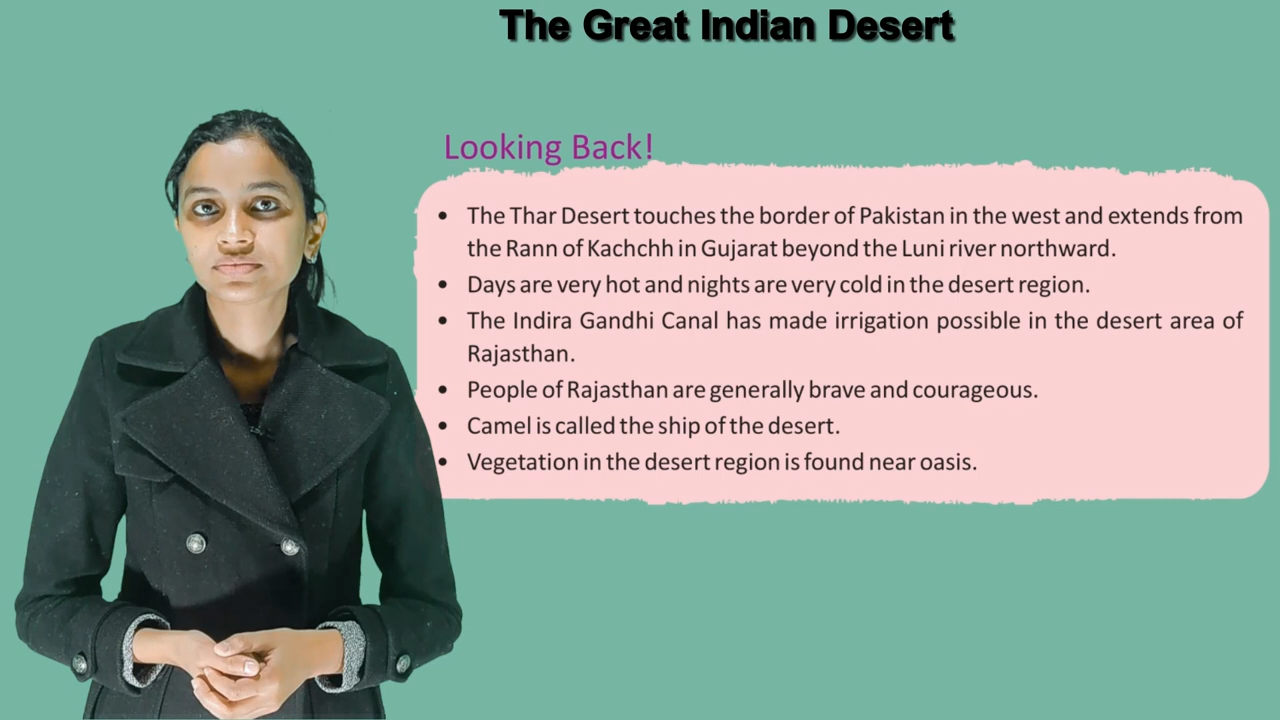 The Great Indian Desert
Looking Back!
• The Thar Desert touches the border of Pakistan in the west and extends from
the Rann of Kachchh in Gujarat beyond the Luni river northward.
• Days are very hot and nights are very cold in the desert region.
• The Indira Gandhi Canal has made irrigation possible in the desert area of
Rajasthan.
• People of Rajasthan are generally brave and courageous.
• Camel is called the ship of the desert.
• Vegetation in the desert region is found near oasis.